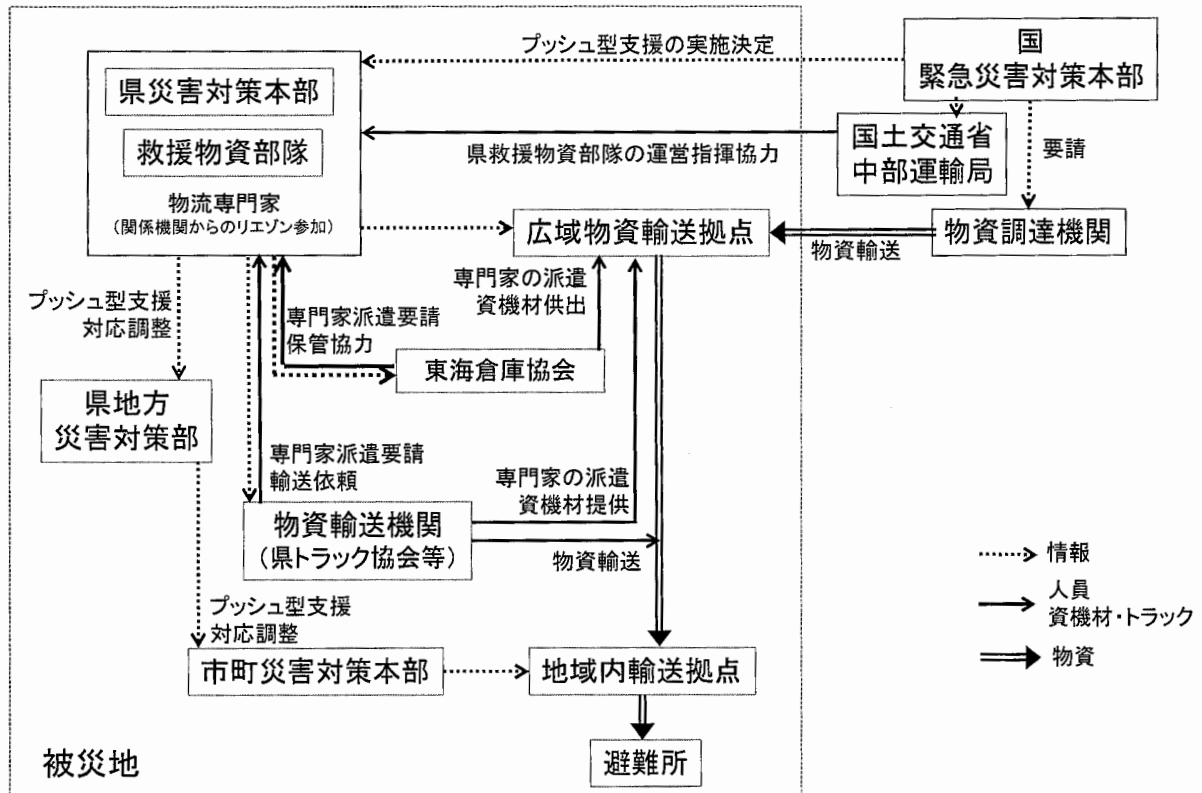 プッシュ型支援の実施決定
国
緊急災害対策本部
県災害対策本部
救援物資部隊
物流専門家
(関係機関からのリエゾン参加)
県救援物資部隊の運営指揮協力
国土交通省
中部運輸局
要請
広域物資輸送拠点
物資輸送
物資調達機関
プッシュ型支援
対応調整
専門家派遣要請
保管協力
専門家の派遣
資機材供出
東海倉庫協会
県地方
災害対策部
専門家派遣要請
輸送依頼
専門家の派遣
資機材提供
物資輸送機関
(県トラック協会等)
物資輸送
情報
人員
資機材・トラック
物資
プッシュ型支援
対応調整
市町災害対策本部
地域内輸送拠点
避難所
被災地